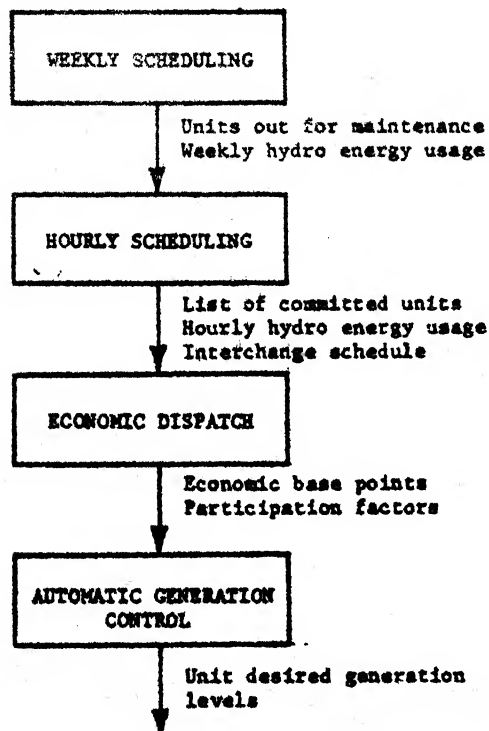 WEEKLY SCHEDULING
Units out for maintenance
Weekly hydro energy usage
HOURLY SCHEDULING
List of committed units
Hourly hydro energy usage
Interchange schedule
ECONOMIC DISPATCH
Economic base points
Participation factors
AUTOMATIC GENERATION
CONTROL
Unit desired generation
levels